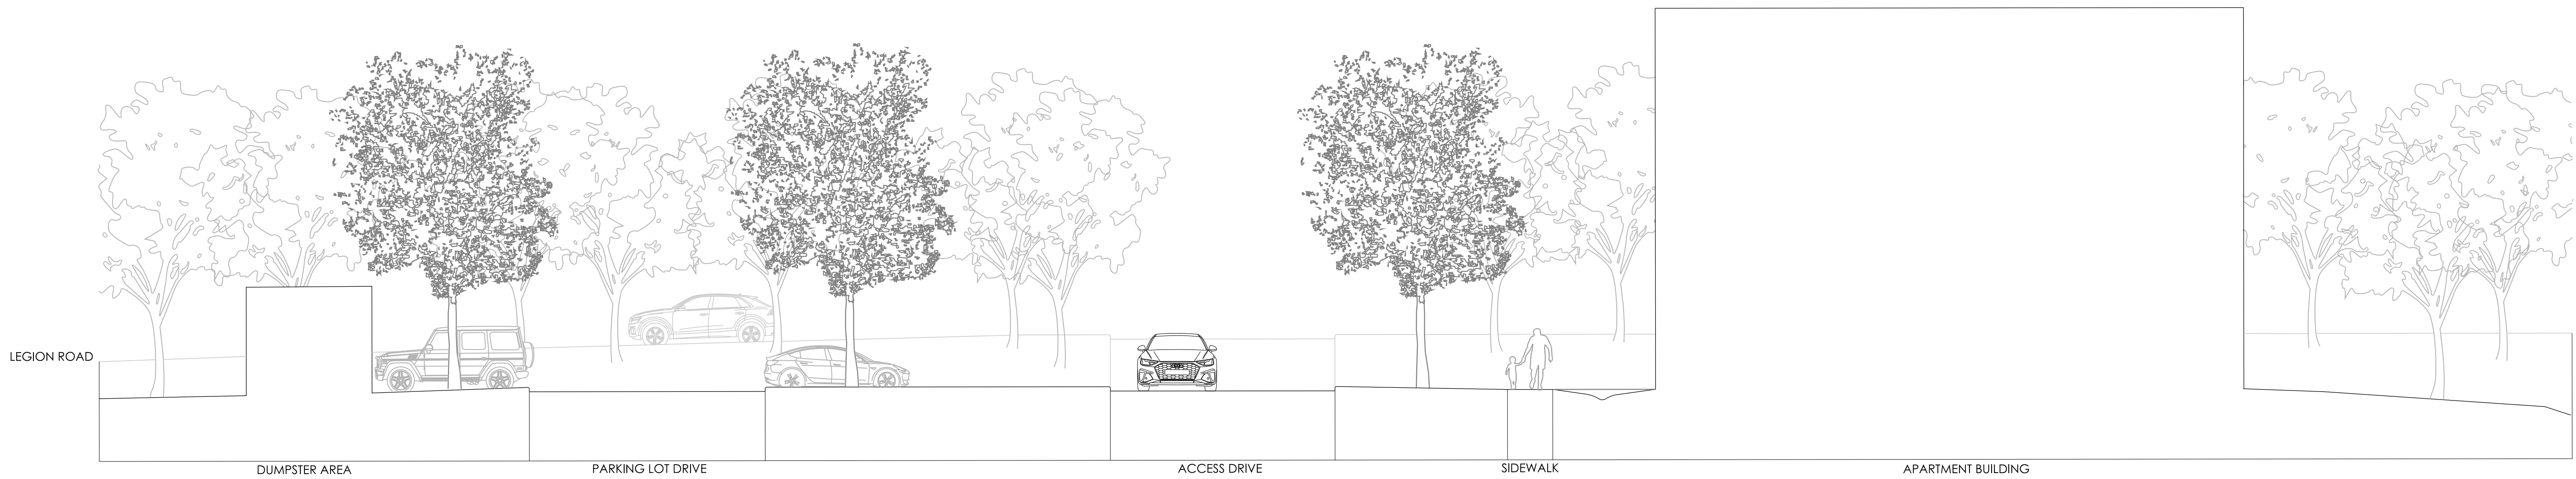 LEGION ROAD
DUMPSTER AREA
PARKING LOT DRIVE
ACCESS DRIVE
SIDEWALK
APARTMENT BUILDING